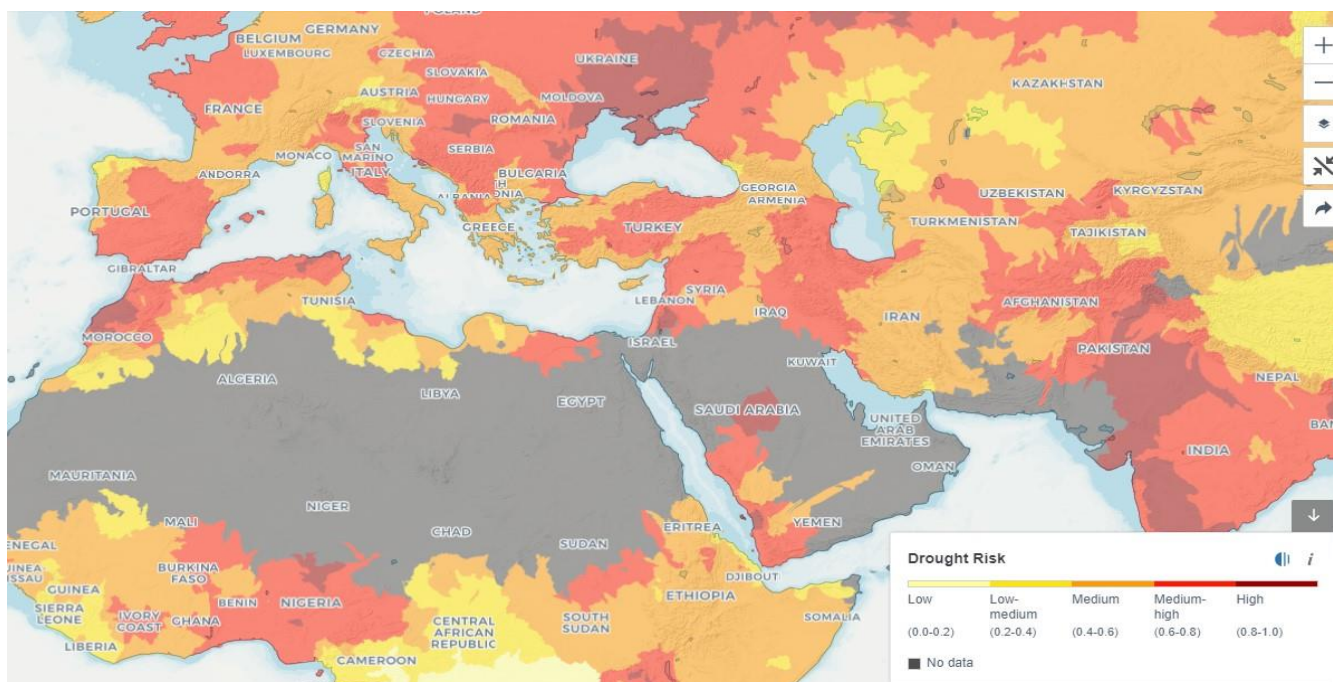 POLAND
GERMANY
BELGIUM
LUXEMBOURG
CZECHIA
UKRAINE
SLOVAKIA
KAZAKHSTAN
AUSTRIA
HUNGARY
MOLDOVA
FRANCE
SLOVENIA
ROMANIA
MONACO
SAN
MARINO
SERBIA
ITALY
ANDORRA
BULGARIA
GEORGIA
ARMENIA
UZBEKISTAN
KYRGYZSTAN
PORTUGAL
GREECE
TURKEY
TURKMENISTAN
TAJIKISTAN
GIBRALTAR
TUNISIA
LEBANON
SYRIA
AFGHANISTAN
MOROCCO
IRAQ
IRAN
ISRAEL
PAKISTAN
KUWAIT
ALGERIA
NEPAL
LIBYA
EGYPT
SAUDI ARABIA
UNITED
ARAB
EMIRATES
INDIA
OMAN
MAURITANIA
NIGER
MALI
CHAD
SUDAN
ERITREA
YEMEN
ENEGAL
BURKINA
FASO
DJIBOUT
GUINEA
BENIN
NIGERIA
ETHIOPIA
SIERRA
LEONE
IVORY
COAST
GHANA
CENTRAL
AFRICAN
REPUBLIC
SOUTH
SUDAN
SOMALIA
LIBERIA
CAMEROON
Drought Risk
Low Low-medium Medium Medium-high High
(0.0-0.2) (0.2-0.4) (0.4-0.6) (0.6-0.8) (0.8-1.0)
No data